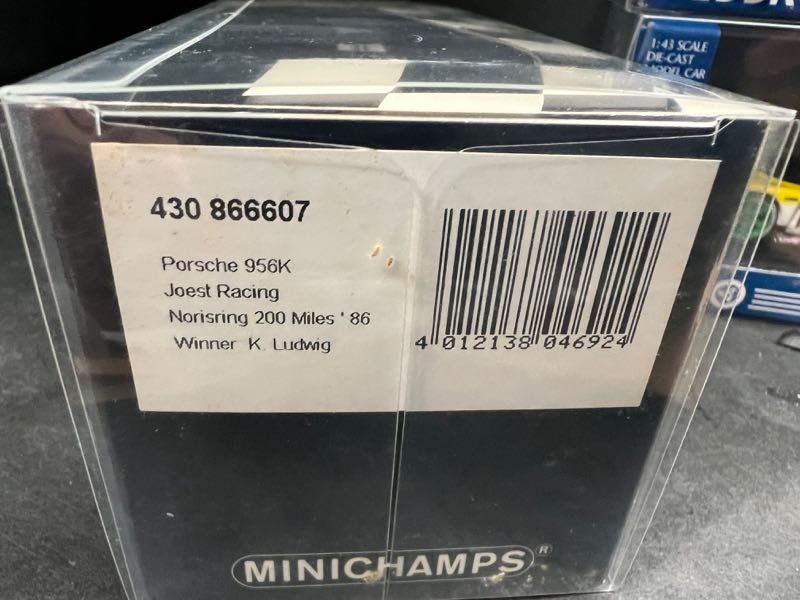 1:43 SCALE
DIE-CAST
MODEL CAR
430 866607
Porsche 956K
Joest Racing
Norisring 200 Miles ' 86
Winner K. Ludwig
4 012138 046924
MINICHAMPS®